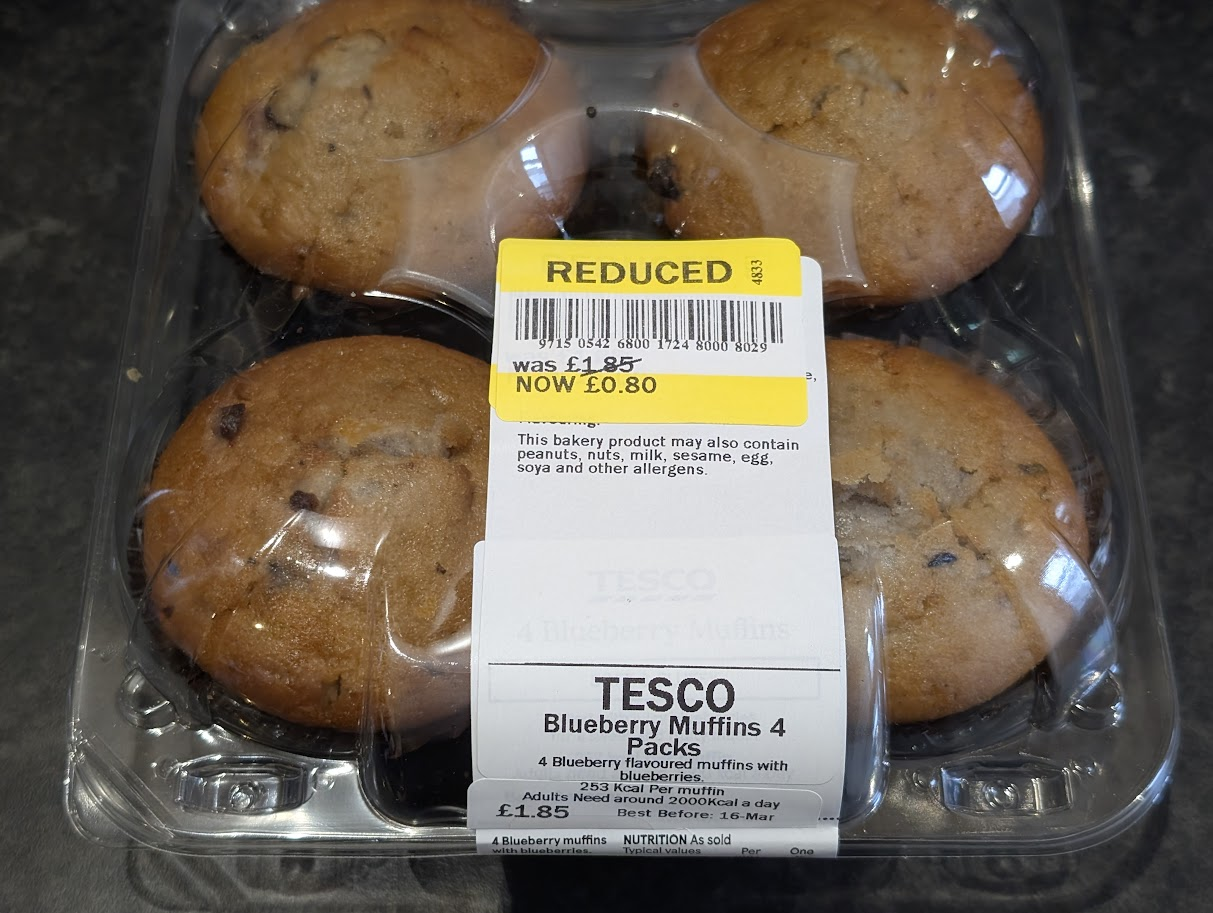 REDUCED
4833
9715 0542 6800 1724 8000 8029
was £1.85
NOW £0.80
This bakery product may also contain
peanuts, nuts, milk, sesame, egg,
soya and other allergens.
TESCO
4 Blueberry Muffins
TESCO
Blueberry Muffins 4
Packs
4 Blueberry flavoured muffins with
blueberries.
253 Kcal Per muffin
Adults Need around 2000Kcal a day
£1.85 Best Before: 16-Mar
4 Blueberry muffins NUTRITION As sold
with blueberries. Typical values Per One